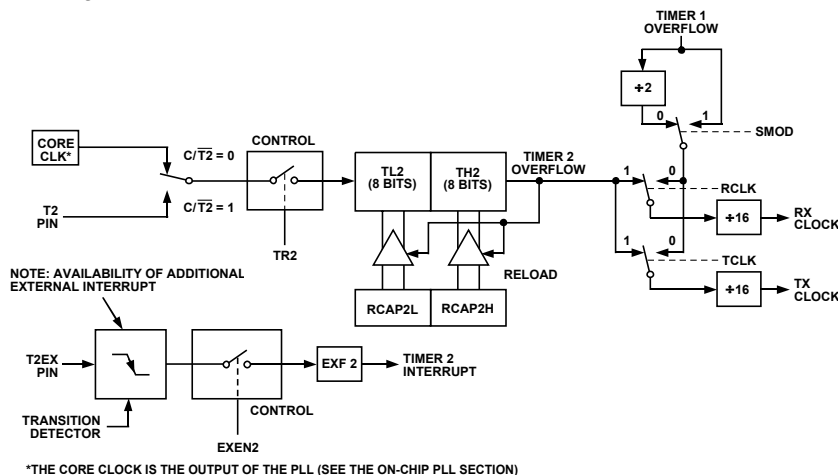 TIMER 1
OVERFLOW
÷2
0
1
SMOD
CORE
CLK*
C/T2̅ = 0
CONTROL
TL2
(8 BITS)
TH2
(8 BITS)
TIMER 2
OVERFLOW
1
0
RCLK
T2
PIN
C/T2̅ = 1
÷16
RX
CLOCK
TR2
RELOAD
1
0
TCLK
NOTE: AVAILABILITY OF ADDITIONAL
EXTERNAL INTERRUPT
RCAP2L
RCAP2H
÷16
TX
CLOCK
T2EX
PIN
EXF 2
TIMER 2
INTERRUPT
CONTROL
TRANSITION
DETECTOR
EXEN2
*THE CORE CLOCK IS THE OUTPUT OF THE PLL (SEE THE ON-CHIP PLL SECTION)